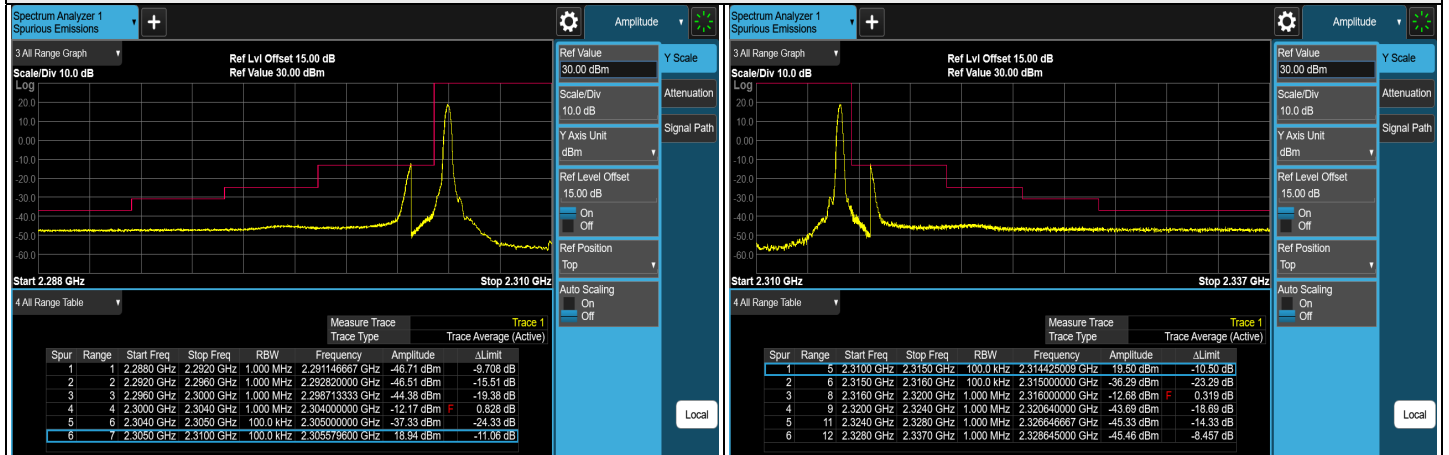 Spectrum Analyzer 1
Spurious Emissions
+
Amplitude
3 All Range Graph
Ref Lvl Offset 15.00 dB
Scale/Div 10.0 dB
Ref Value 30.00 dBm
Log
20.0
10.0
0.00
-10.0
-20.0
-30.0
-40.0
-50.0
-60.0
Start 2.288 GHz
Stop 2.310 GHz
Ref Value
30.00 dBm
Scale/Div
10.0 dB
Y Axis Unit
dBm
Ref Level Offset
15.00 dB
On
Off
Ref Position
Top
Auto Scaling
On
Off
Y Scale
Attenuation
Signal Path
Local
4 All Range Table
Measure Trace Trace 1
Trace Type Trace Average (Active)
Spur Range Start Freq Stop Freq RBW Frequency Amplitude ΔLimit
1 1 2.2880 GHz 2.2920 GHz 1.000 MHz 2.291146667 GHz -46.71 dBm -9.708 dB
2 2 2.2920 GHz 2.2960 GHz 1.000 MHz 2.292820000 GHz -46.51 dBm -15.51 dB
3 3 2.2960 GHz 2.3000 GHz 1.000 MHz 2.298713333 GHz -44.38 dBm -19.38 dB
4 4 2.3000 GHz 2.3040 GHz 1.000 MHz 2.304000000 GHz -12.17 dBm F 0.828 dB
5 6 2.3040 GHz 2.3050 GHz 100.0 kHz 2.305000000 GHz -37.33 dBm -24.33 dB
6 7 2.3050 GHz 2.3100 GHz 100.0 kHz 2.305579600 GHz 18.94 dBm -11.06 dB
Spectrum Analyzer 1
Spurious Emissions
+
Amplitude
3 All Range Graph
Ref Lvl Offset 15.00 dB
Scale/Div 10.0 dB
Ref Value 30.00 dBm
Log
20.0
10.0
0.00
-10.0
-20.0
-30.0
-40.0
-50.0
-60.0
Start 2.310 GHz
Stop 2.337 GHz
Ref Value
30.00 dBm
Scale/Div
10.0 dB
Y Axis Unit
dBm
Ref Level Offset
15.00 dB
On
Off
Ref Position
Top
Auto Scaling
On
Off
Y Scale
Attenuation
Signal Path
Local
4 All Range Table
Measure Trace Trace 1
Trace Type Trace Average (Active)
Spur Range Start Freq Stop Freq RBW Frequency Amplitude ΔLimit
1 5 2.3100 GHz 2.3150 GHz 100.0 kHz 2.314425009 GHz 19.50 dBm -10.50 dB
2 6 2.3150 GHz 2.3160 GHz 100.0 kHz 2.315000000 GHz -36.29 dBm -23.29 dB
3 8 2.3160 GHz 2.3200 GHz 1.000 MHz 2.316000000 GHz -12.68 dBm F 0.319 dB
4 9 2.3200 GHz 2.3240 GHz 1.000 MHz 2.320640000 GHz -43.69 dBm -18.69 dB
5 11 2.3240 GHz 2.3280 GHz 1.000 MHz 2.326646667 GHz -45.33 dBm -14.33 dB
6 12 2.3280 GHz 2.3370 GHz 1.000 MHz 2.328645000 GHz -45.46 dBm -8.457 dB